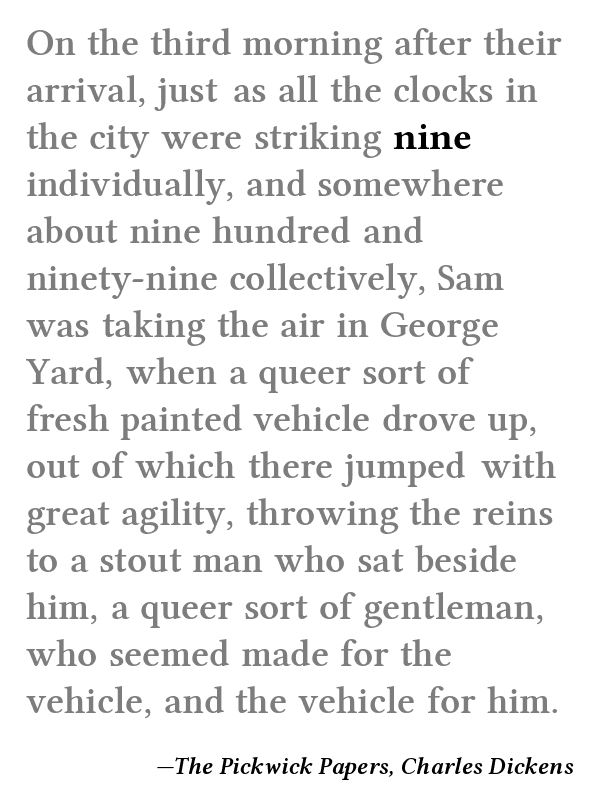 On the third morning after their
arrival, just as all the clocks in
the city were striking nine
individually, and somewhere
about nine hundred and
ninety-nine collectively, Sam
was taking the air in George
Yard, when a queer sort of
fresh painted vehicle drove up,
out of which there jumped with
great agility, throwing the reins
to a stout man who sat beside
him, a queer sort of gentleman,
who seemed made for the
vehicle, and the vehicle for him.
—The Pickwick Papers, Charles Dickens